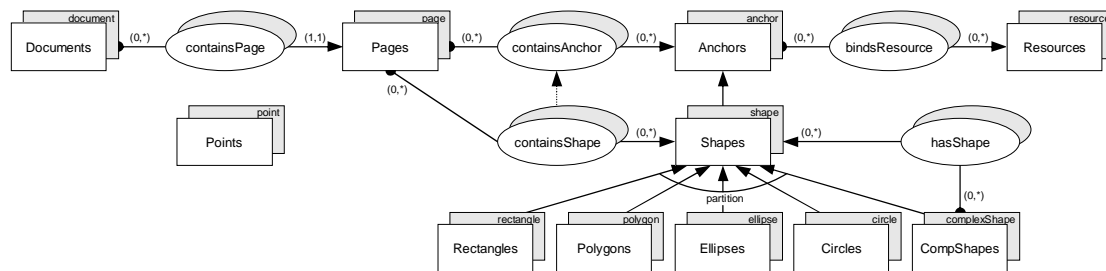 document
page
anchor
resource
Documents
(0,*)
containsPage
(1,1)
Pages
(0,*)
containsAnchor
(0,*)
Anchors
(0,*)
bindsResource
(0,*)
Resources
(0,*)
point
shape
Points
containsShape
(0,*)
Shapes
(0,*)
hasShape
partition
(0,*)
rectangle
polygon
ellipse
circle
complexShape
Rectangles
Polygons
Ellipses
Circles
CompShapes